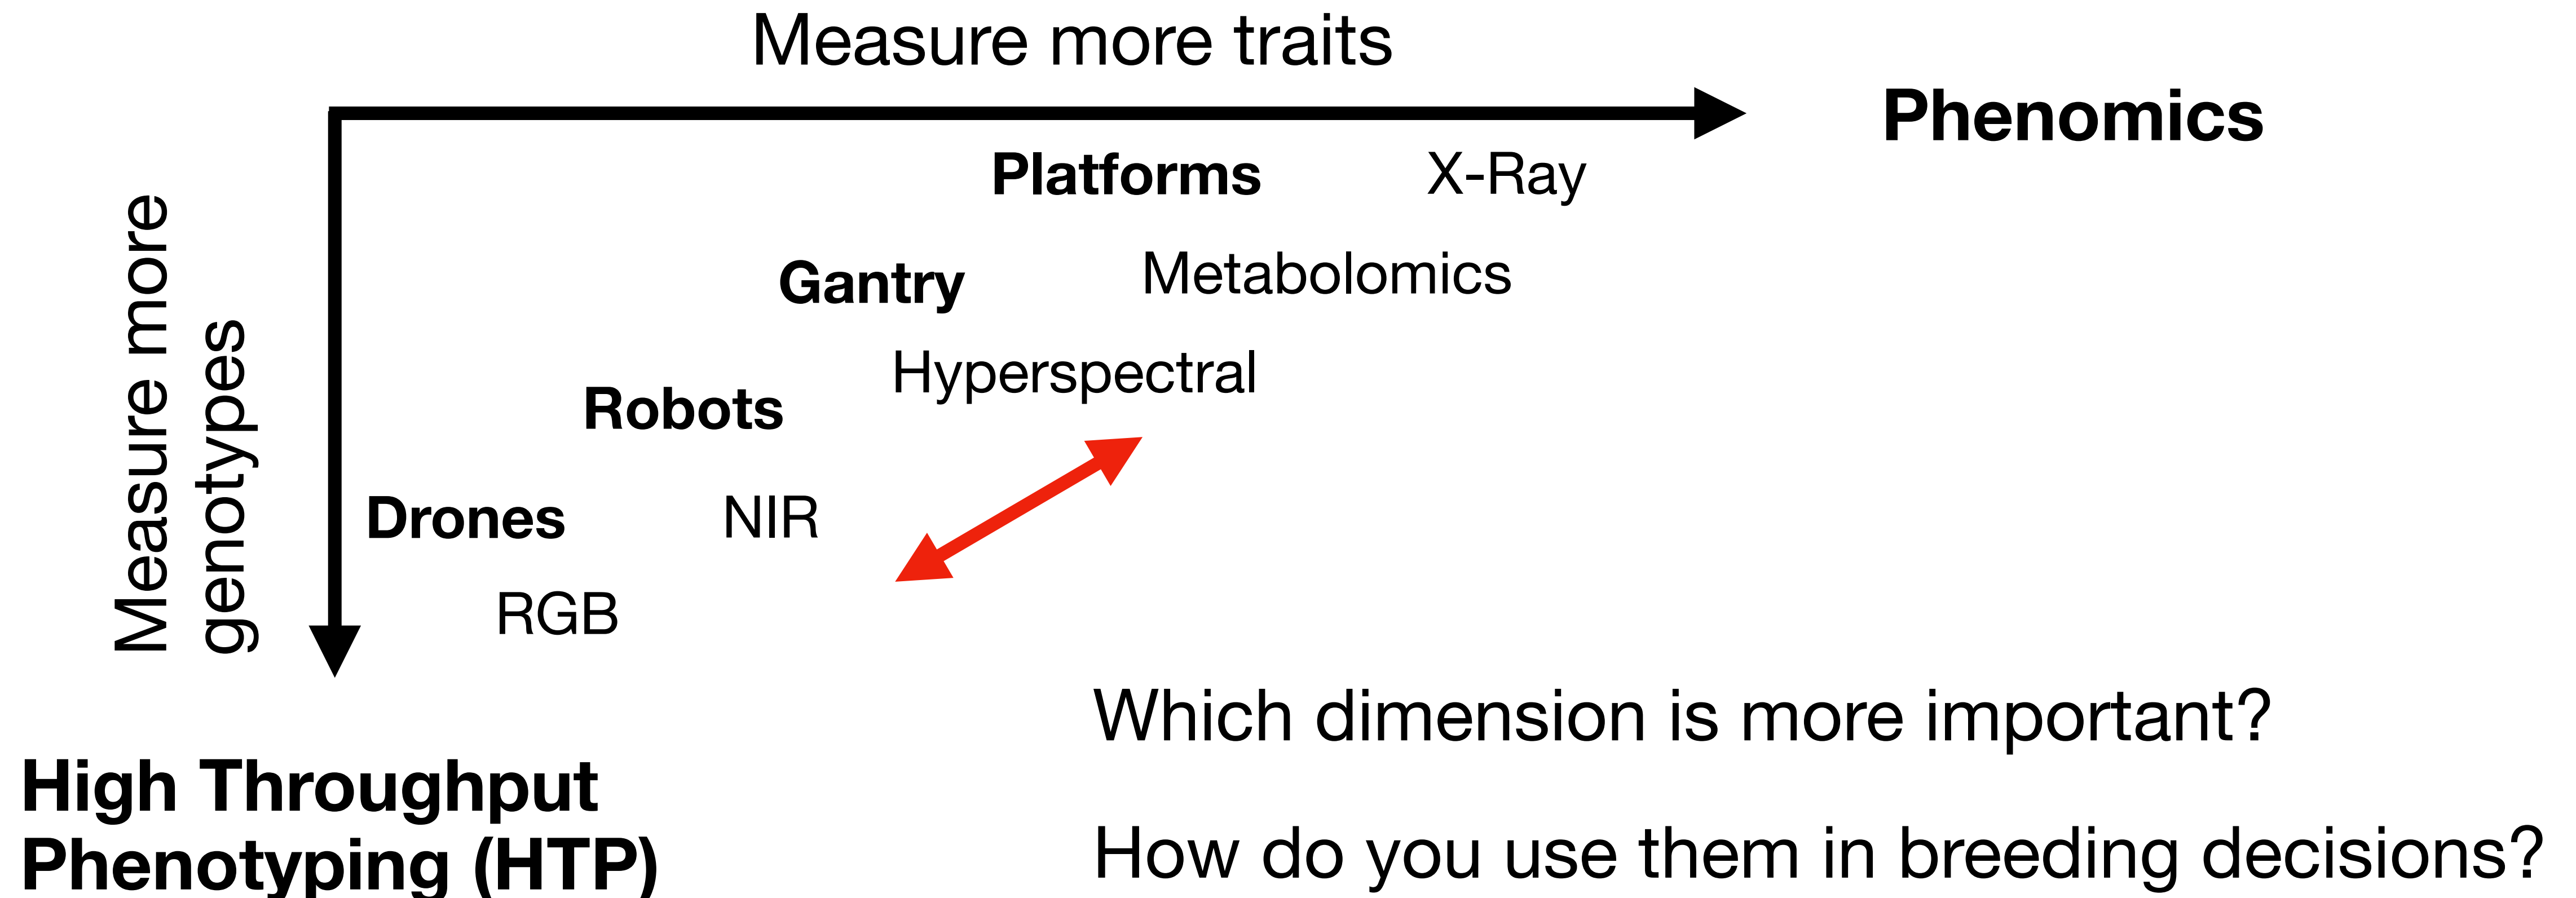 Measure more traits
Phenomics
Platforms
X-Ray
Measure more
genotypes
Gantry
Metabolomics
Hyperspectral
Robots
Drones
NIR
RGB
Which dimension is more important?
High Throughput
Phenotyping (HTP)
How do you use them in breeding decisions?